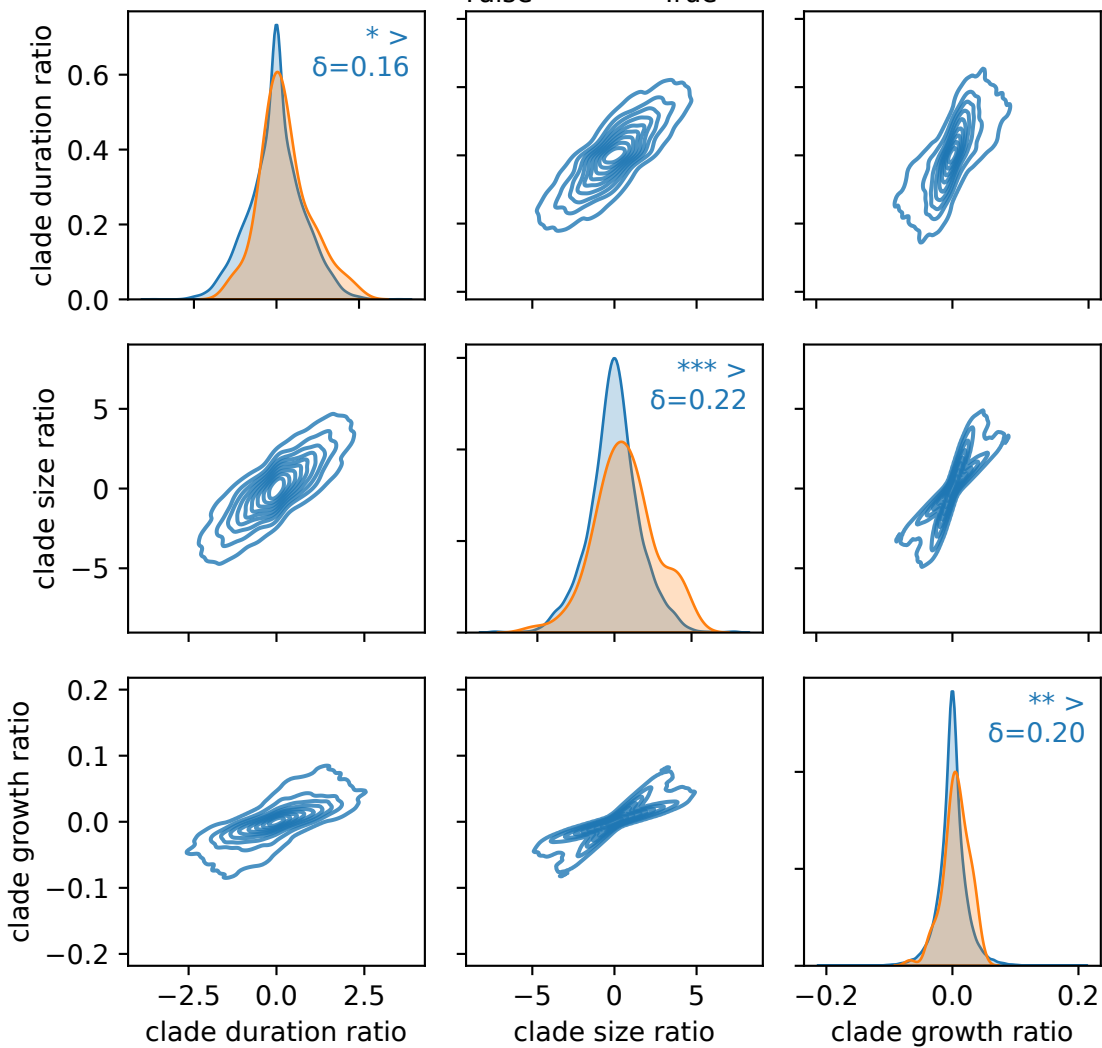 clade duration ratio
0.6
0.4
0.2
0.0
* >
δ=0.16
clade size ratio
5
0
−5
*** >
δ=0.22
clade growth ratio
0.2
0.1
0.0
−0.1
−0.2
** >
δ=0.20
−2.5 0.0 2.5
−5 0 5
−0.2 0.0 0.2
clade duration ratio clade size ratio clade growth ratio